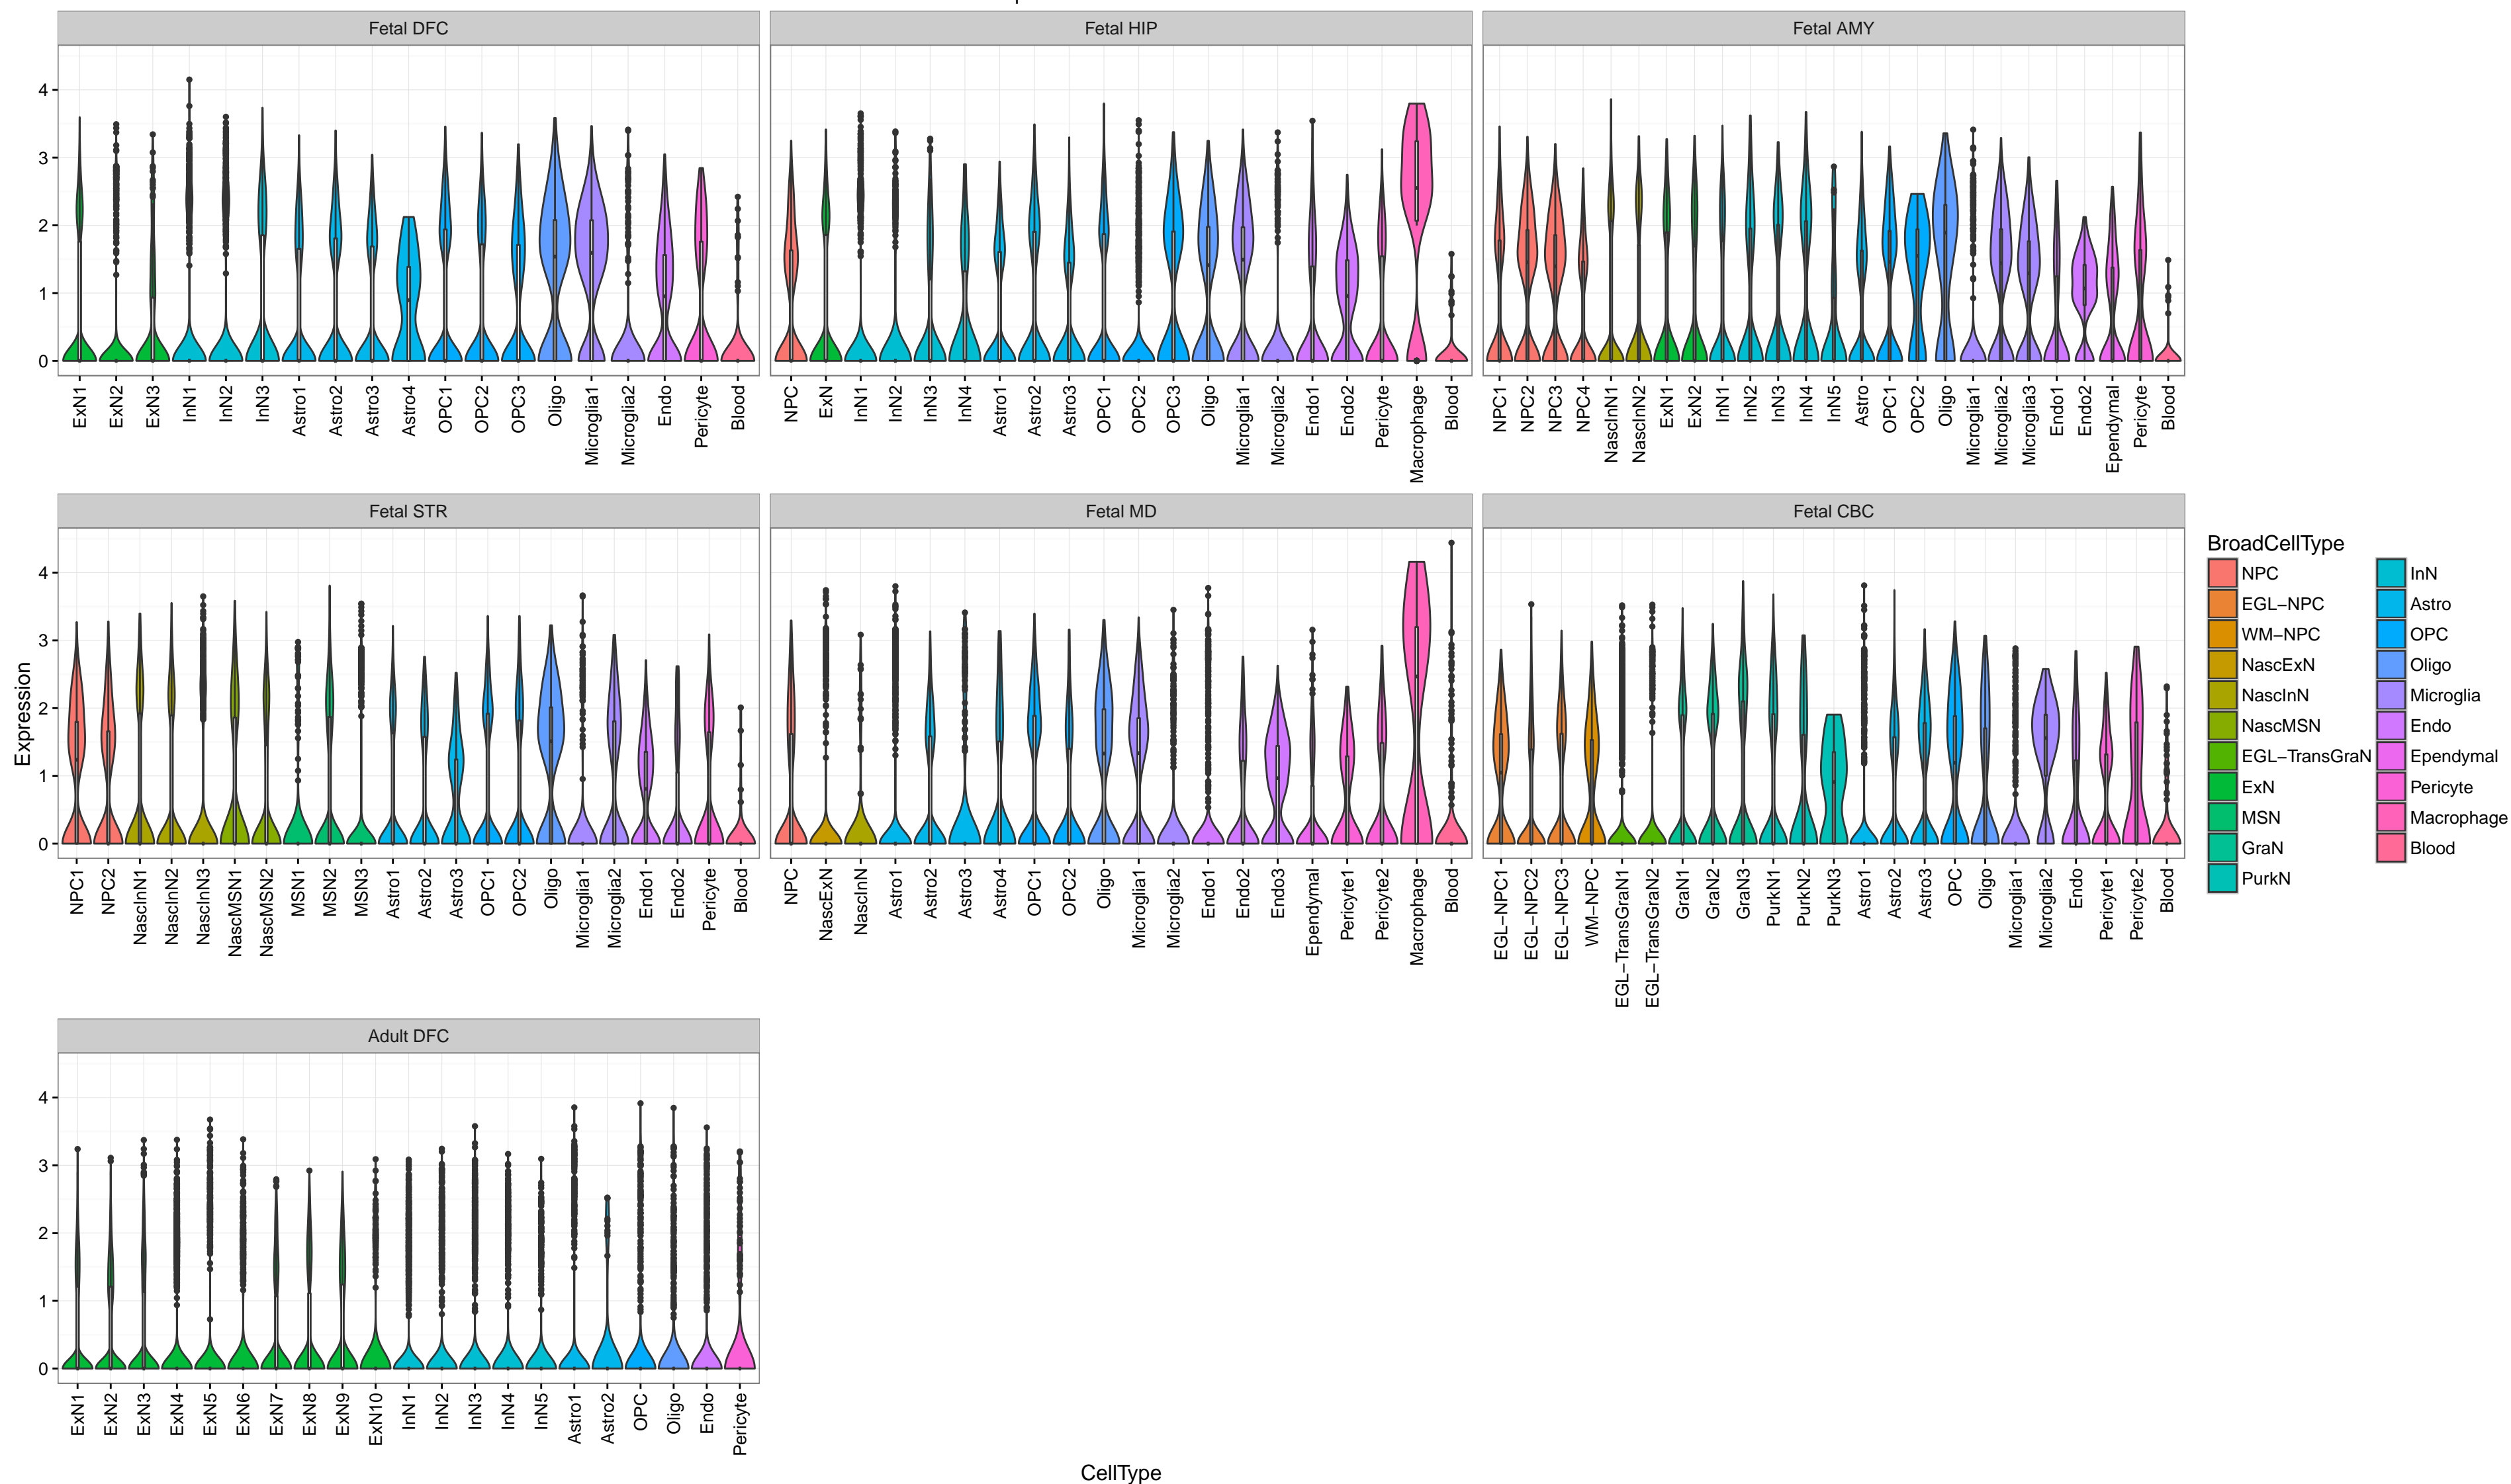 Fetal DFC Fetal HIP Fetal AMY
4
3
2
1
0
ExN1 ExN2 ExN3 InN1 InN2 InN3 Astro1 Astro2 Astro3 Astro4 OPC1 OPC2 OPC3 Oligo Microglia1 Microglia2 Endo Pericyte Blood
NPC ExN InN1 InN2 InN3 InN4 Astro1 Astro2 Astro3 OPC1 OPC2 OPC3 Oligo Microglia1 Microglia2 Endo1 Endo2 Pericyte Macrophage Blood
NPC1 NPC2 NPC3 NPC4 NascInN1 NascInN2 ExN1 ExN2 InN1 InN2 InN3 InN4 InN5 Astro OPC1 OPC2 Oligo Microglia1 Microglia2 Microglia3 Endo1 Endo2 Ependymal Pericyte Blood
Fetal STR Fetal MD Fetal CBC
Expression
4
3
2
1
0
NPC1 NPC2 NascInN1 NascInN2 NascInN3 NascMSN1 NascMSN2 MSN1 MSN2 MSN3 Astro1 Astro2 Astro3 OPC1 OPC2 Oligo Microglia1 Microglia2 Endo1 Endo2 Pericyte Blood
NPC NascExN NascInN Astro1 Astro2 Astro3 Astro4 OPC1 OPC2 Oligo Microglia1 Microglia2 Endo1 Endo2 Endo3 Ependymal Pericyte1 Pericyte2 Macrophage Blood
EGL−NPC1 EGL−NPC2 EGL−NPC3 WM−NPC EGL−TransGraN1 EGL−TransGraN2 GraN1 GraN2 GraN3 PurkN1 PurkN2 PurkN3 Astro1 Astro2 Astro3 OPC Oligo Microglia1 Microglia2 Endo Pericyte1 Pericyte2 Blood
BroadCellType
NPC InN
EGL−NPC Astro
WM−NPC OPC
NascExN Oligo
NascInN Microglia
NascMSN Endo
EGL−TransGraN Ependymal
ExN Pericyte
MSN Macrophage
GraN Blood
PurkN
Adult DFC
4
3
2
1
0
ExN1 ExN2 ExN3 ExN4 ExN5 ExN6 ExN7 ExN8 ExN9 ExN10 InN1 InN2 InN3 InN4 InN5 Astro1 Astro2 OPC Oligo Endo Pericyte
CellType